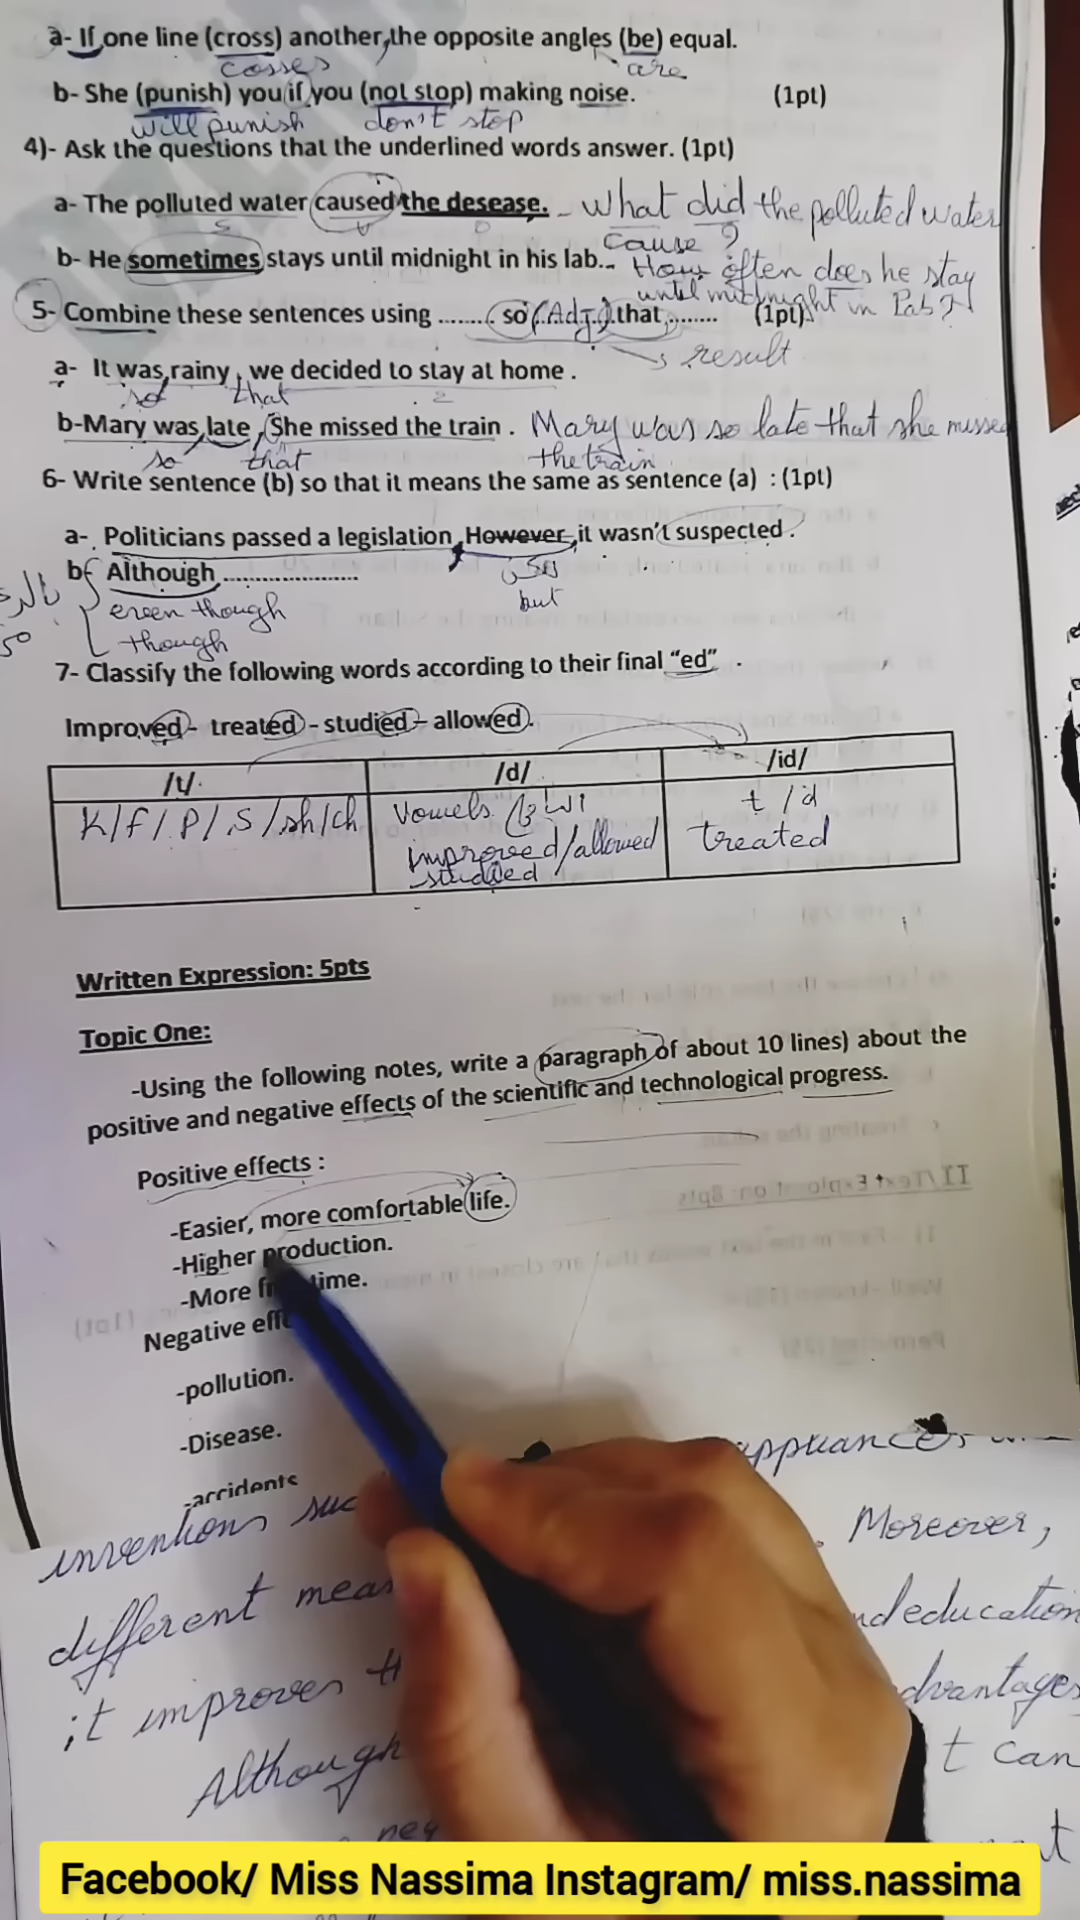 a- If one line (cross) another, the opposite angles (be) equal.
cosses are
b- She (punish) you if you (not stop) making noise. (1pt)
will punish don't stop
4)- Ask the questions that the underlined words answer. (1pt)
a- The polluted water caused the desease. - What did the polluted water
S V O cause ?
b- He sometimes stays until midnight in his lab.. How often does he stay
until midnight in lab ?
5- Combine these sentences using ....... so (Adj) that ....... (1pt)
→ result
a- It was rainy , we decided to stay at home .
so that 2
b-Mary was late , She missed the train . Mary was so late that she missed
so that the train.
6- Write sentence (b) so that it means the same as sentence (a) : (1pt)
a- Politicians passed a legislation. However, it wasn't suspected .
b- Although ......................
لكن
but
even though
though
7- Classify the following words according to their final "ed" .
Improved - treated - studied - allowed.
/t/ /d/ /id/
K/f/ p/ s/ sh/ch vowels / باقي t / d
improved/allowed treated
studied
Written Expression: 5pts
Topic One:
-Using the following notes, write a paragraph of about 10 lines) about the
positive and negative effects of the scientific and technological progress.
Positive effects :
-Easier, more comfortable life.
-Higher production.
-More time.
Negative
-pollution.
-Disease.
-accidents
appliances
inventions . Moreover,
different education
it improves advantages
Although t can
Facebook/ Miss Nassima Instagram/ miss.nassima